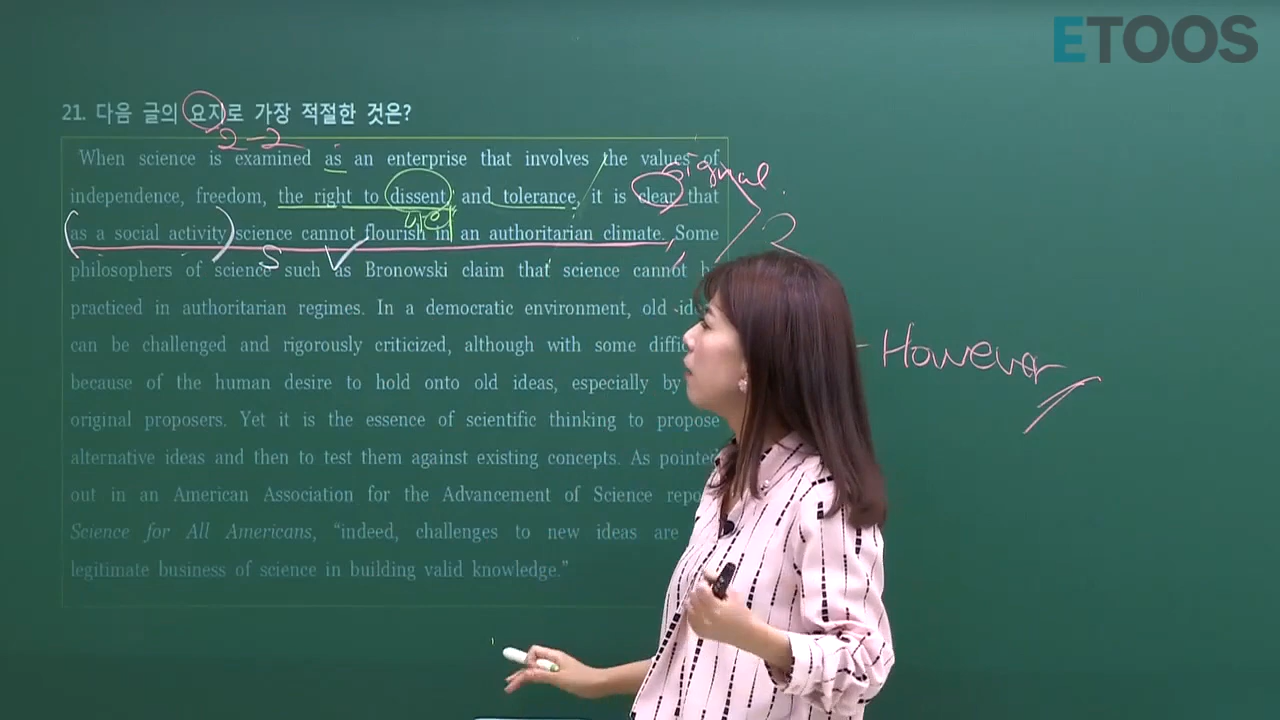 ETOOS
21. 다음 글의 요지로 가장 적절한 것은?
2-2
When science is examined as an enterprise that involves the values of
independence, freedom, the right to dissent and tolerance, it is clear that
signal
as a social activity, science cannot flourish in an authoritarian climate. Some
S V
2
philosophers of science such as Bronowski claim that science cannot
practiced in authoritarian regimes. In a democratic environment, old
can be challenged and rigorously criticized, although with some
However
because of the human desire to hold onto old ideas, especially by
original proposers. Yet it is the essence of scientific thinking to propose
alternative ideas and then to test them against existing concepts. As pointed
out in an American Association for the Advancement of Science
Science for All Americans, “indeed, challenges to new ideas are
legitimate business of science in building valid knowledge.”